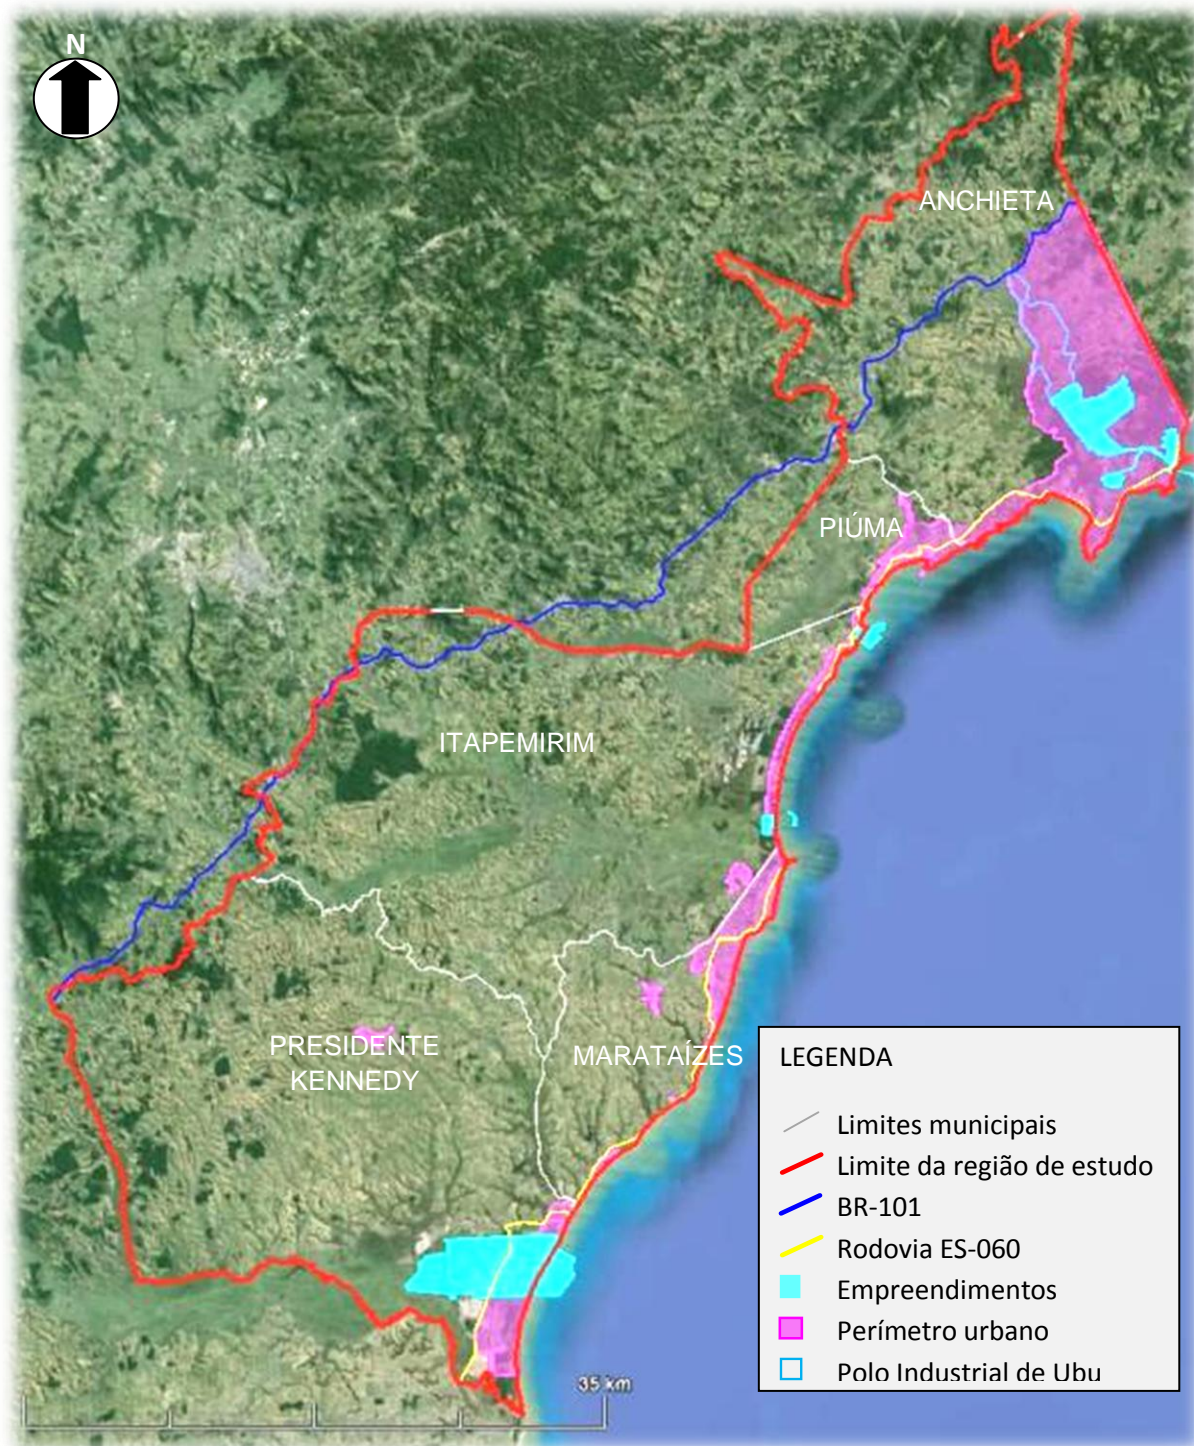 N
ANCHIETA
PIÚMA
ITAPEMIRIM
PRESIDENTE
KENNEDY
MARATAÍZES
LEGENDA
Limites municipais
Limite da região de estudo
BR-101
Rodovia ES-060
Empreendimentos
Perímetro urbano
Polo Industrial de Ubu
35 km